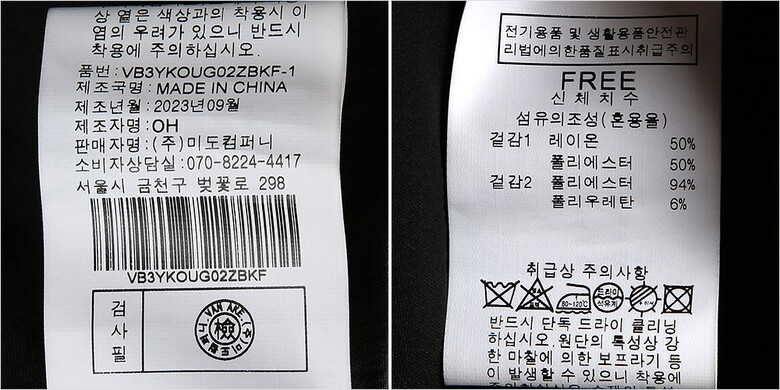 상 옅은 색상과의 착용시 이
염의 우려가 있으니 반드시
착용에 주의하십시오.
품번: VB3YKOUG02ZBKF-1
제조국명: MADE IN CHINA
제조년월: 2023년09월
제조자명: OH
판매자명: (주)미도컴퍼니
소비자상담실: 070-8224-4417
서울시 금천구 벚꽃로 298
VB3YKOUG02ZBKF
검사필
檢
전기용품 및 생활용품안전관
리법에의한품질표시취급주의
FREE
신체치수
섬유의조성(혼용율)
겉감1 레이온 50%
폴리에스터 50%
겉감2 폴리에스터 94%
폴리우레탄 6%
취급상 주의사항
80~120℃
드라이
석유계
반드시 단독 드라이 클리닝
하십시오.원단의 특성상 강
한 마찰에 의한 보프라기 등
이 발생할 수 있으니 착용에